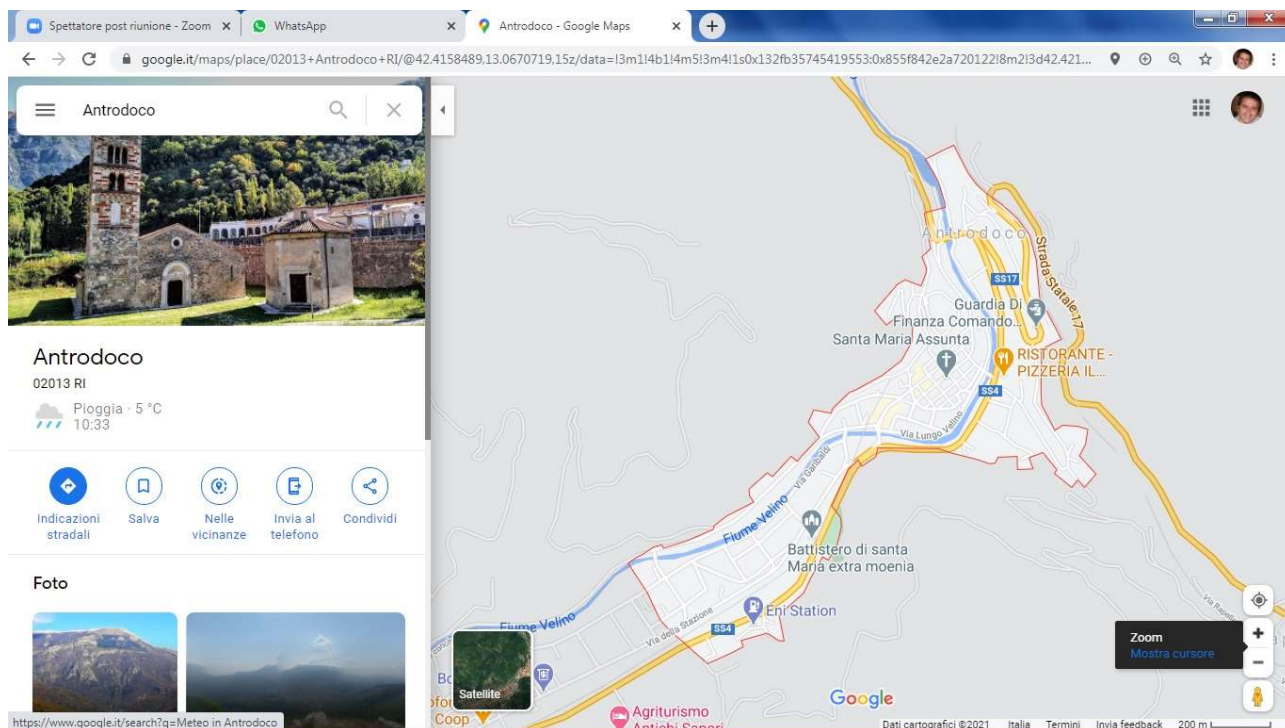 Spettatore post riunione - Zoom
WhatsApp
Antrodoco - Google Maps
google.it/maps/place/02013+Antrodoco+RI/@42.4158489,13.0670719,15z/data=!3m1!4b1!4m5!3m4!1s0x132fb35745419553:0x855f842e2a720122!8m2!3d42.421...
Antrodoco
Antrodoco
02013 RI
Pioggia · 5 °C
10:33
Indicazioni stradali
Salva
Nelle vicinanze
Invia al telefono
Condividi
Foto
https://www.google.it/search?q=Meteo in Antrodoco
Antrodoco
SS17
Strada Statale 17
Guardia Di
Finanza Comando...
Santa Maria Assunta
RISTORANTE -
PIZZERIA IL...
SS4
Via Lungo Velino
Via Garibaldi
Fiume Velino
Battistero di santa
Maria extra moenia
Eni Station
Via della Stazione
SS4
Fiume Velino
Satellite
Coop
Agriturismo
Antichi Sapori
Google
Zoom
Mostra cursore
Dati cartografici ©2021 Italia Termini Invia feedback 200 m